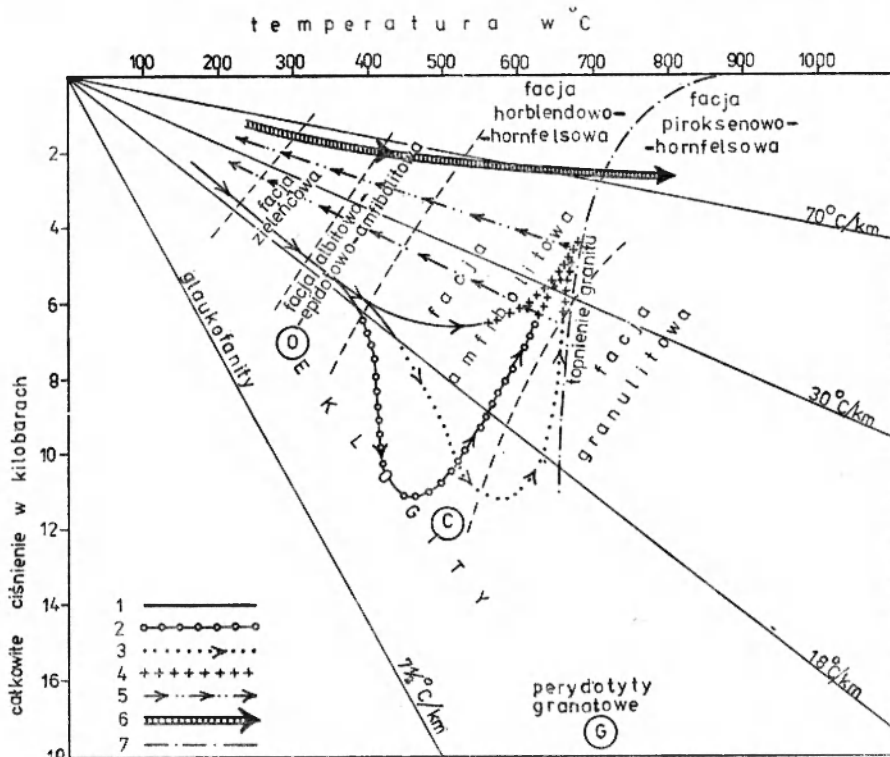 temperatura w °C
100 200 300 400 500 600 700 800 900 1000
całkowite ciśnienie w kilobarach
2
4
6
8
10
12
14
16
facja
horblendowo-
hornfelsowa
facja
piroksenowo-
-hornfelsowa
facja
zieleńcowa
facja albitowo-
-epidotowo-amfibolitowa
facja
amfibolitowa
topnienie granitu
facja
granulitowa
glaukofanity
O
EKLOGITY
C
70°C/km
30°C/km
18°C/km
7½°C/km
perydotyty
granatowe
G
1
2
3
4
5
6
7